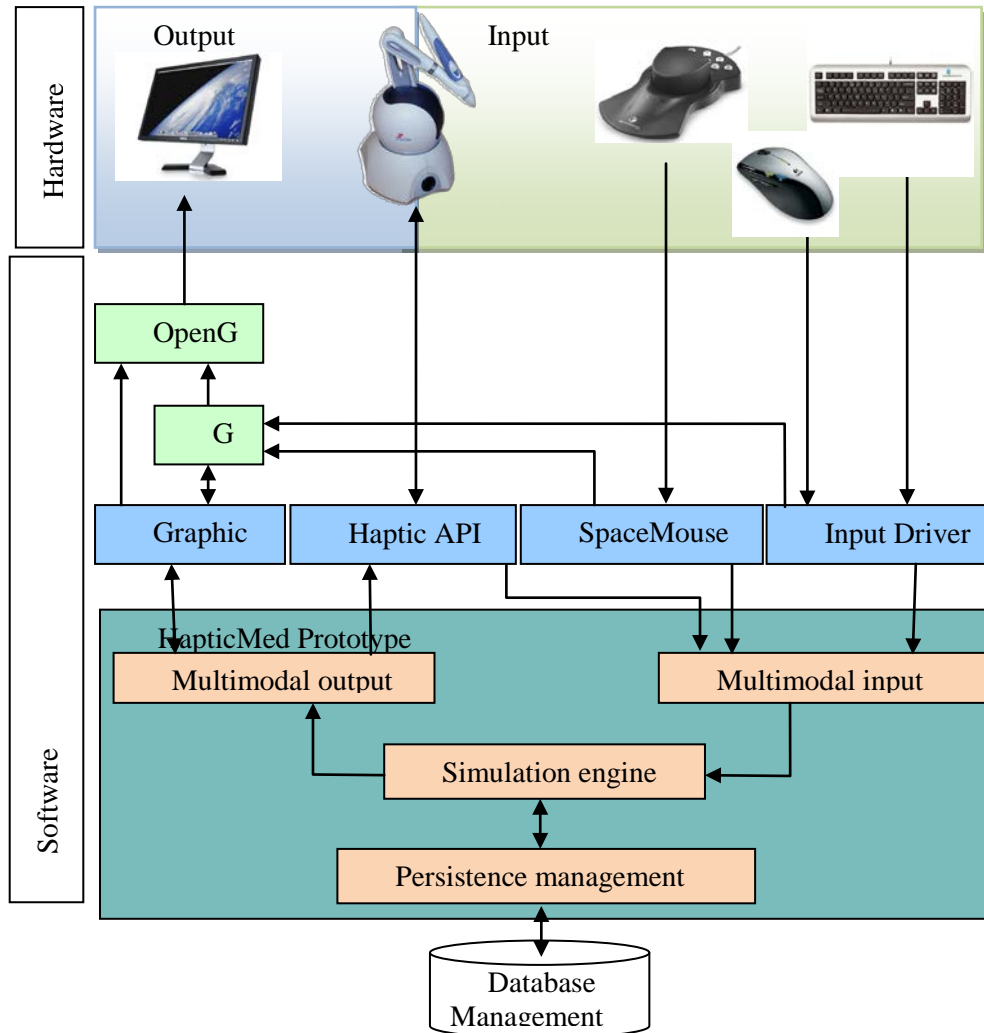 Output
Input
Hardware
OpenG
G
Graphic
Haptic API
SpaceMouse
Input Driver
HapticMed Prototype
Multimodal output
Multimodal input
Simulation engine
Software
Persistence management
Database
Management